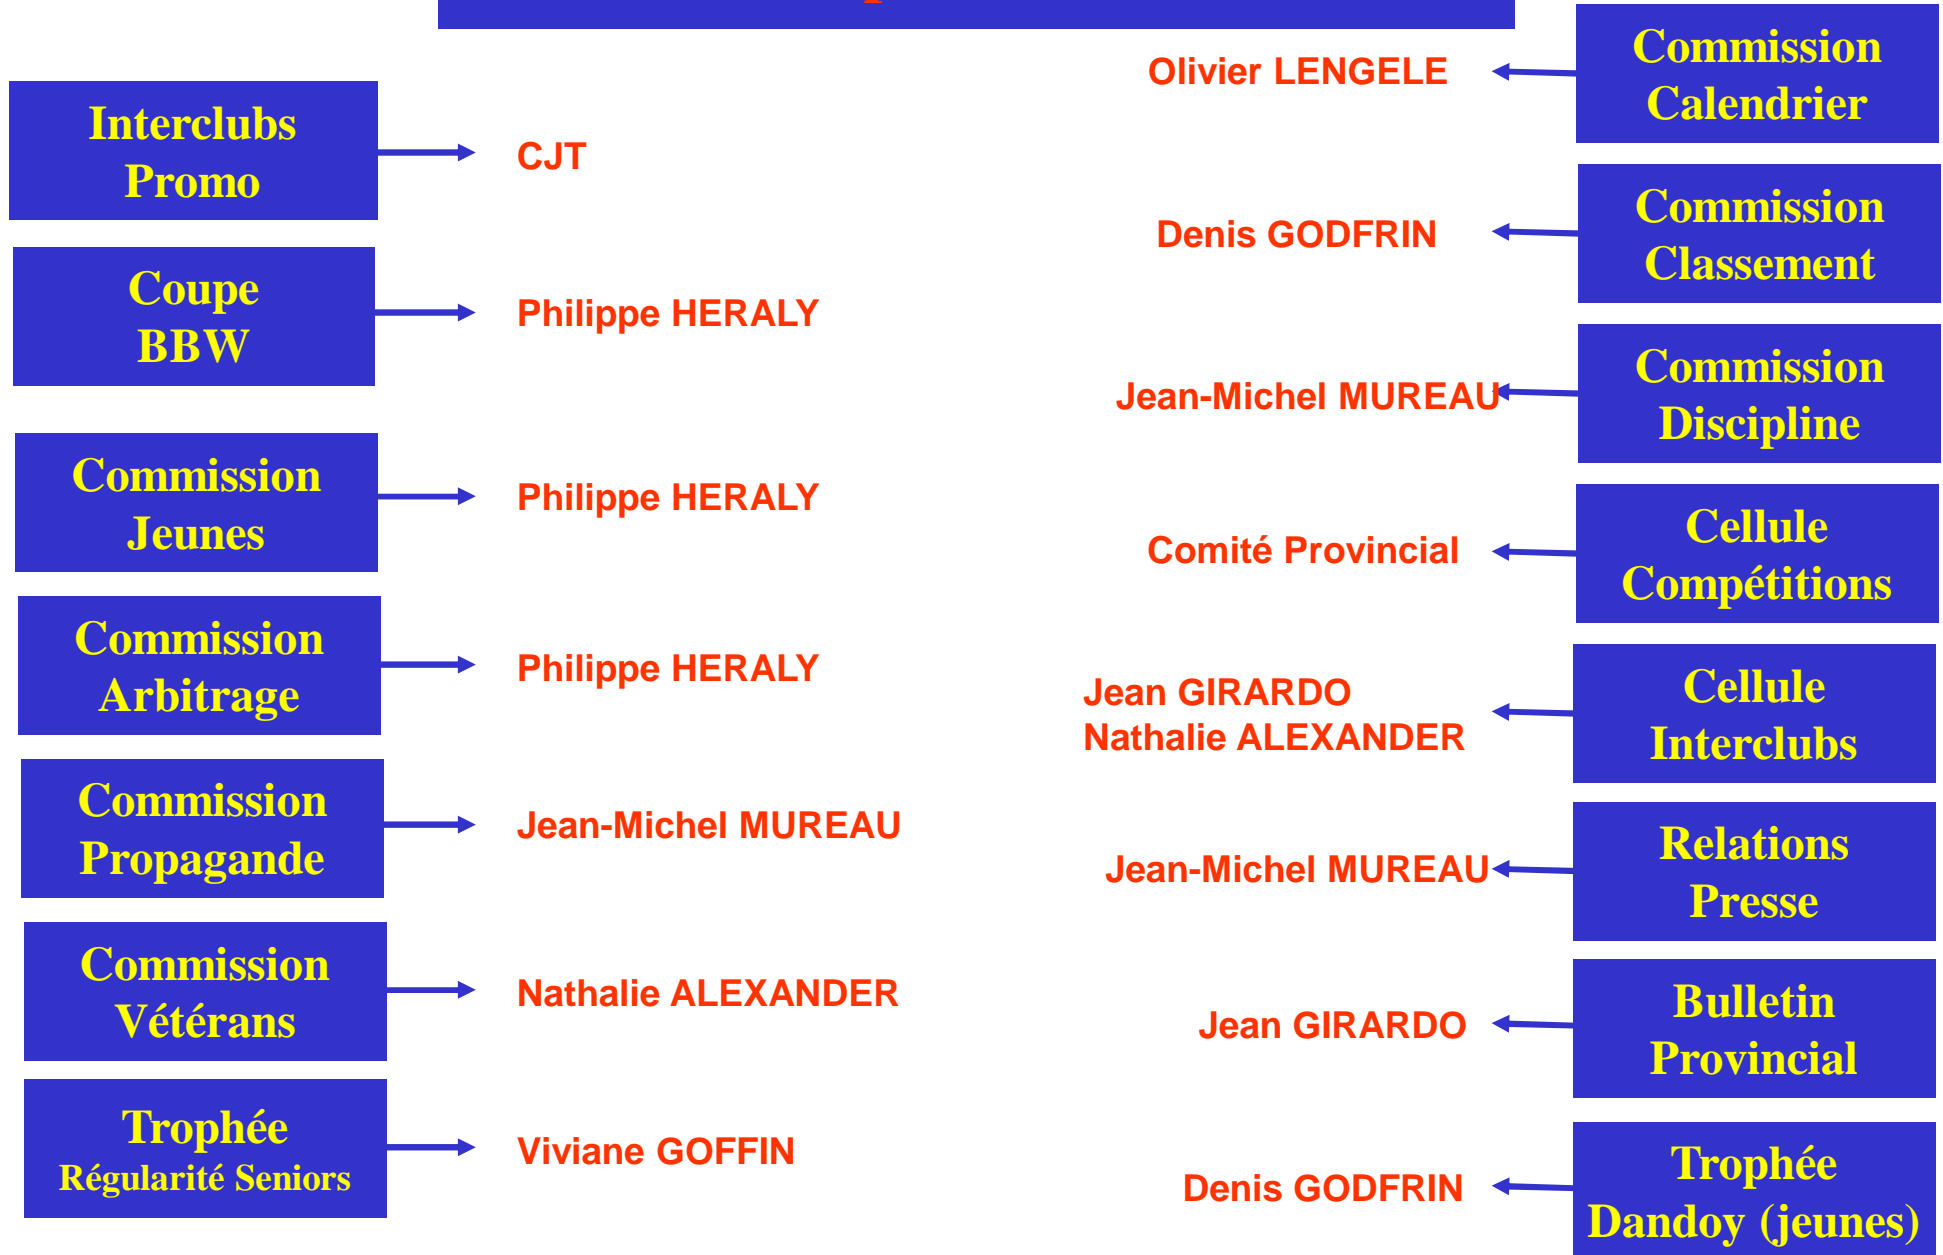 Interclubs
Promo
CJT
Coupe
BBW
Philippe HERALY
Commission
Jeunes
Philippe HERALY
Commission
Arbitrage
Philippe HERALY
Commission
Propagande
Jean-Michel MUREAU
Commission
Vétérans
Nathalie ALEXANDER
Trophée
Régularité Seniors
Viviane GOFFIN
Olivier LENGELE
Commission
Calendrier
Denis GODFRIN
Commission
Classement
Jean-Michel MUREAU
Commission
Discipline
Comité Provincial
Cellule
Compétitions
Jean GIRARDO
Nathalie ALEXANDER
Cellule
Interclubs
Jean-Michel MUREAU
Relations
Presse
Jean GIRARDO
Bulletin
Provincial
Denis GODFRIN
Trophée
Dandoy (jeunes)